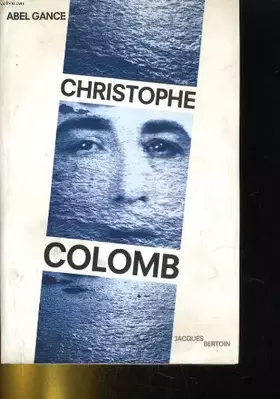 ABEL GANCE
CHRISTOPHE
COLOMB
JACQUES
BERTOIN